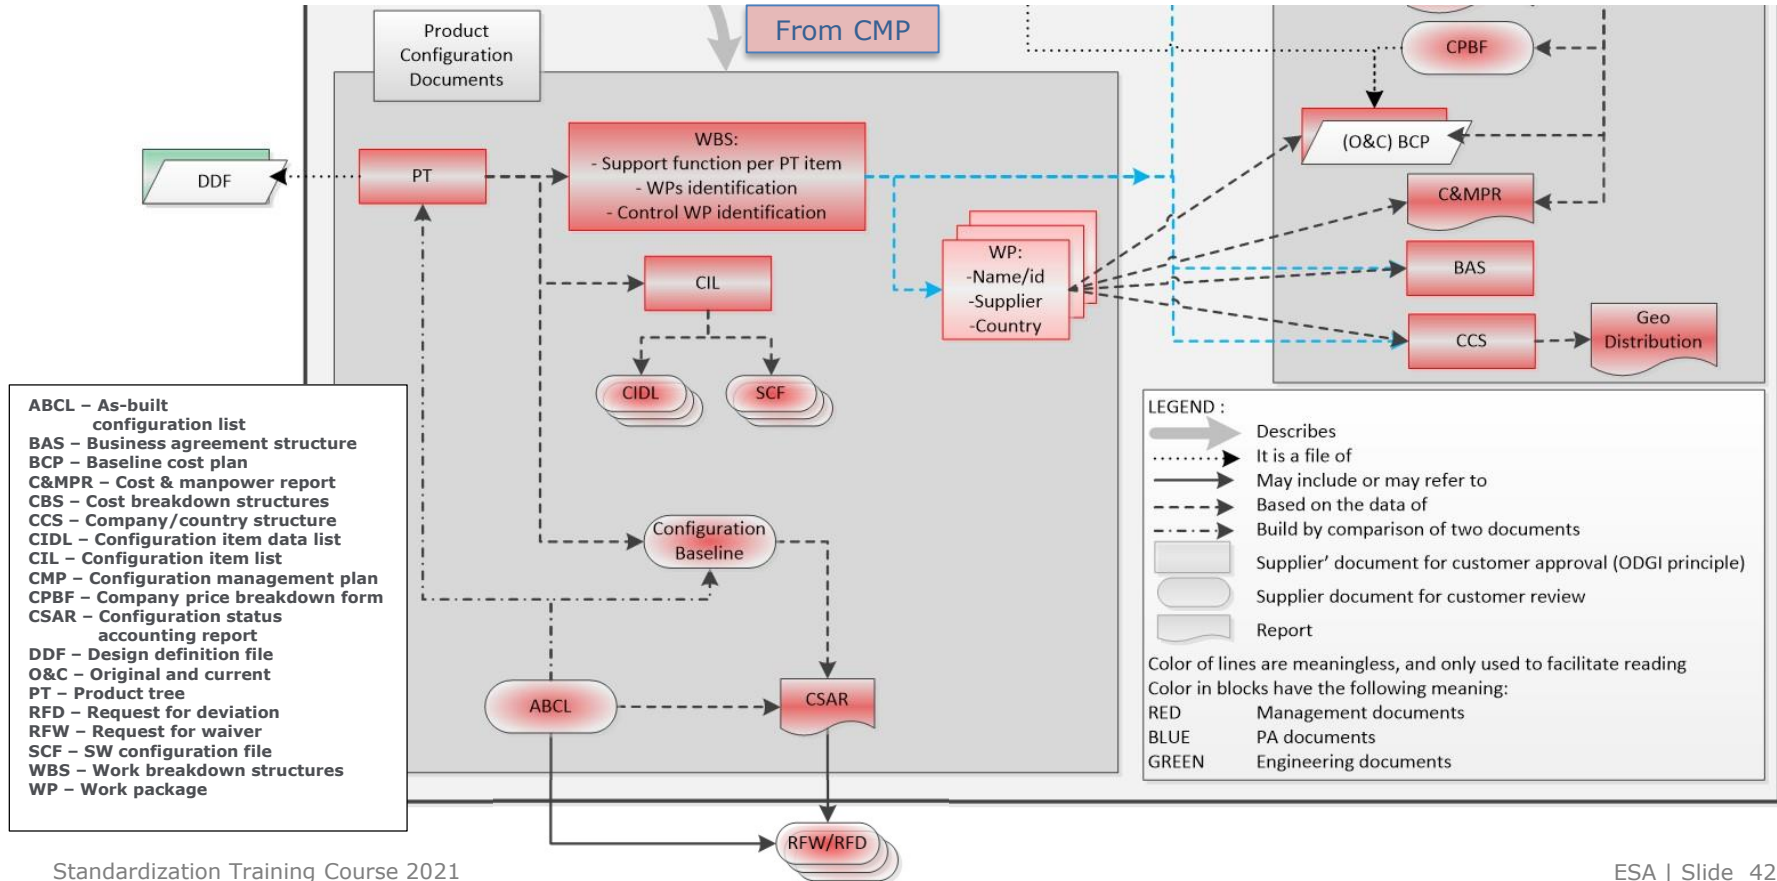 Product
Configuration
Documents
From CMP
CPBF
(O&C) BCP
DDF
PT
WBS:
- Support function per PT item
- WPs identification
- Control WP identification
C&MPR
WP:
-Name/id
-Supplier
-Country
BAS
CIL
CCS
Geo
Distribution
CIDL
SCF
ABCL – As-built
configuration list
BAS – Business agreement structure
BCP – Baseline cost plan
C&MPR – Cost & manpower report
CBS – Cost breakdown structures
CCS – Company/country structure
CIDL – Configuration item data list
CIL – Configuration item list
CMP – Configuration management plan
CPBF – Company price breakdown form
CSAR – Configuration status
accounting report
DDF – Design definition file
O&C – Original and current
PT – Product tree
RFD – Request for deviation
RFW – Request for waiver
SCF – SW configuration file
WBS – Work breakdown structures
WP – Work package
Configuration
Baseline
ABCL
CSAR
RFW/RFD
LEGEND :
Describes
It is a file of
May include or may refer to
Based on the data of
Build by comparison of two documents
Supplier' document for customer approval (ODGI principle)
Supplier document for customer review
Report
Color of lines are meaningless, and only used to facilitate reading
Color in blocks have the following meaning:
RED Management documents
BLUE PA documents
GREEN Engineering documents
Standardization Training Course 2021
ESA | Slide 42